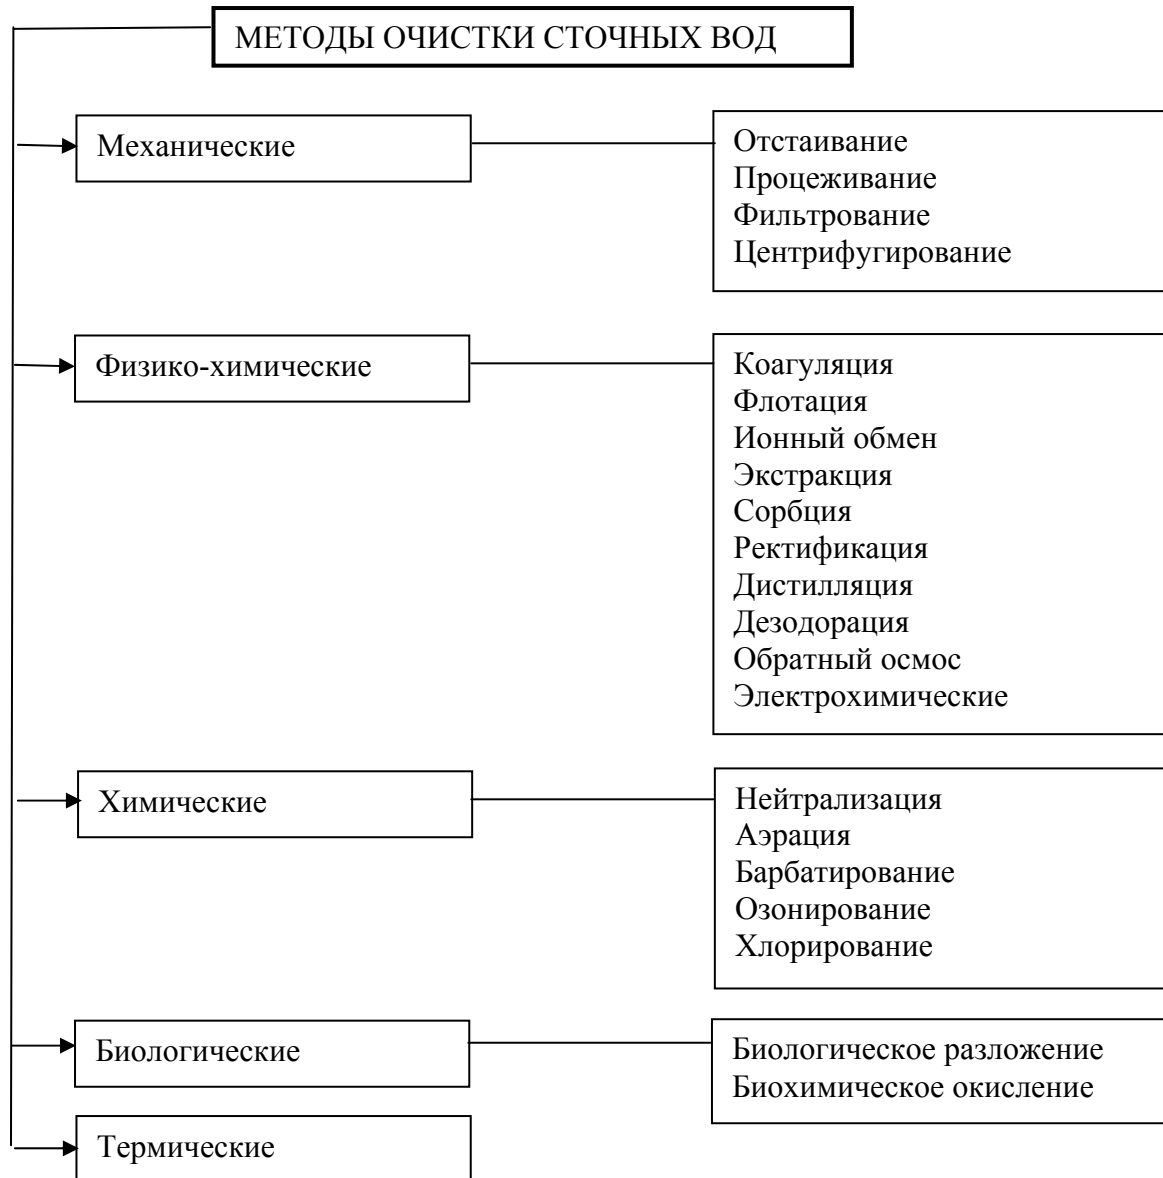 МЕТОДЫ ОЧИСТКИ СТОЧНЫХ ВОД
Механические
Отстаивание
Процеживание
Фильтрование
Центрифугирование
Физико-химические
Коагуляция
Флотация
Ионный обмен
Экстракция
Сорбция
Ректификация
Дистилляция
Дезодорация
Обратный осмос
Электрохимические
Химические
Нейтрализация
Аэрация
Барбатирование
Озонирование
Хлорирование
Биологические
Биологическое разложение
Биохимическое окисление
Термические